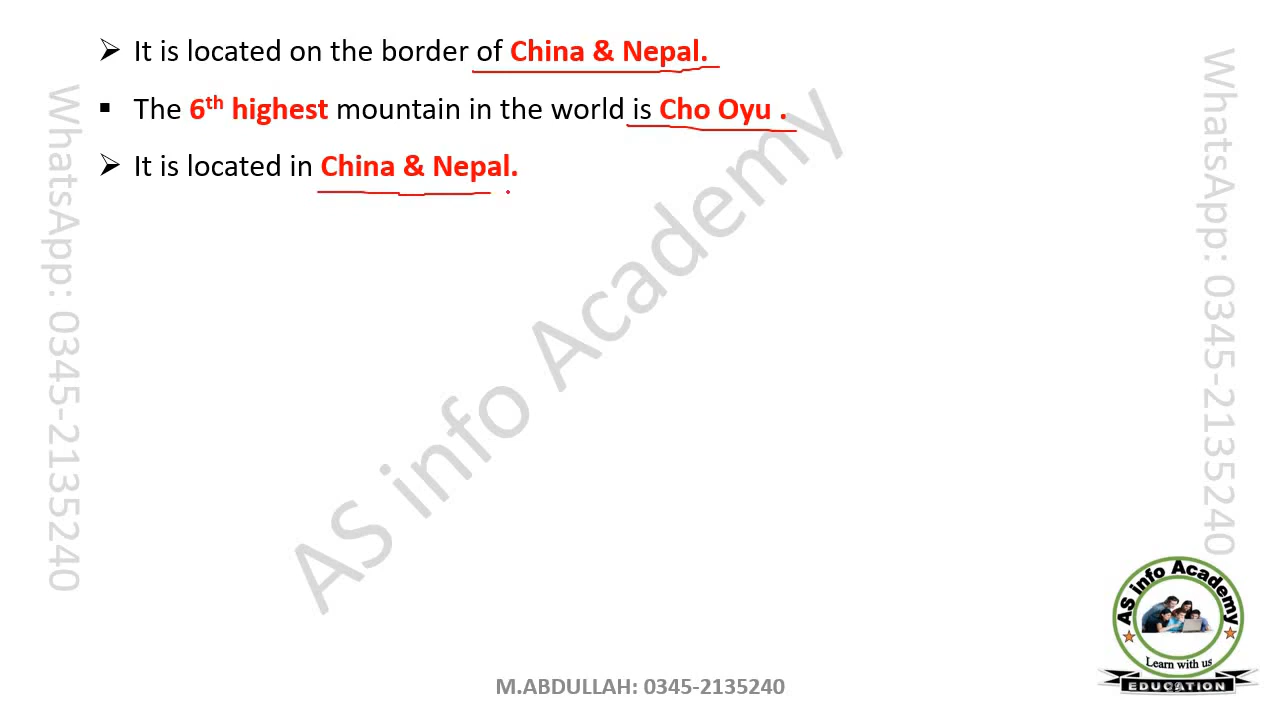 ➢ It is located on the border of China & Nepal.
▪ The 6th highest mountain in the world is Cho Oyu .
➢ It is located in China & Nepal.
WhatsApp: 0345-2135240
AS info Academy
WhatsApp: 0345-2135240
AS info Academy
Learn with us
EDUCATION
M.ABDULLAH: 0345-2135240